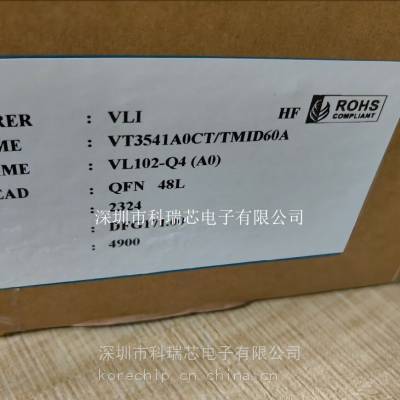 RER : VLI HF ROHS COMPLIANT
ME : VT3541A0CT/TMID60A
ME : VL102-Q4 (A0)
EAD : QFN 48L
: 2324
深圳市科瑞芯电子有限公司
: 4900
深圳市科瑞芯电子有限公司
korechip.cn.china.cn